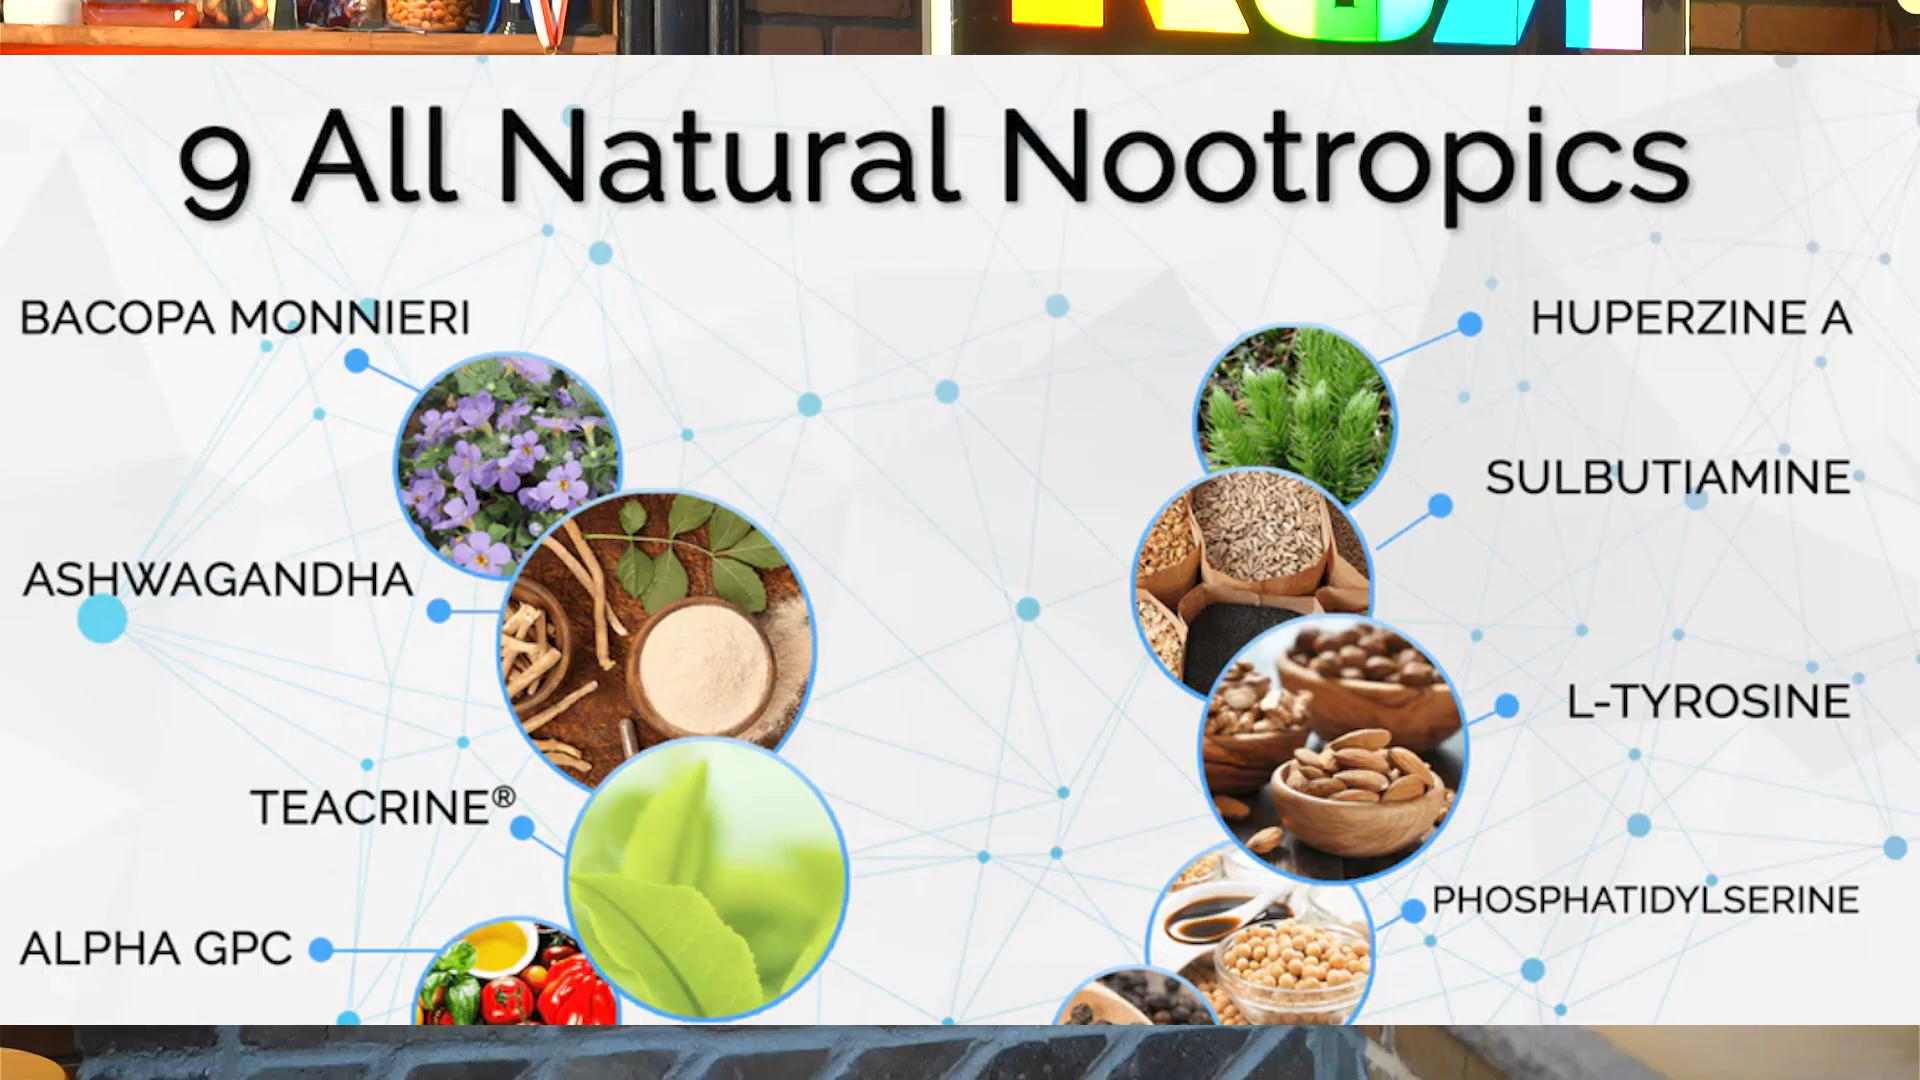 9 All Natural Nootropics
BACOPA MONNIERI
HUPERZINE A
SULBUTIAMINE
ASHWAGANDHA
L-TYROSINE
TEACRINE®
PHOSPHATIDYLSERINE
ALPHA GPC